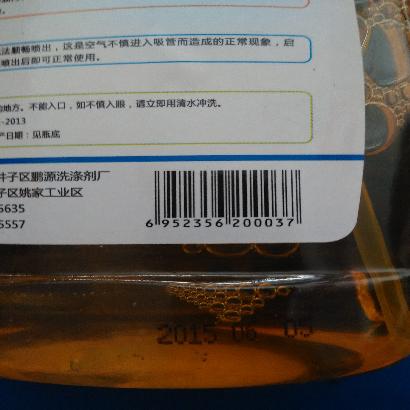 法顺畅喷出，这是空气不慎进入吸管而造成的正常现象，启
喷出后即可正常使用。
的地方。不能入口，如不慎入眼，请立即用清水冲洗。
-2013
产日期：见瓶底
井子区鹏源洗涤剂厂
子区姚家工业区
5635
5557
6 952356 200037
2015 06 05